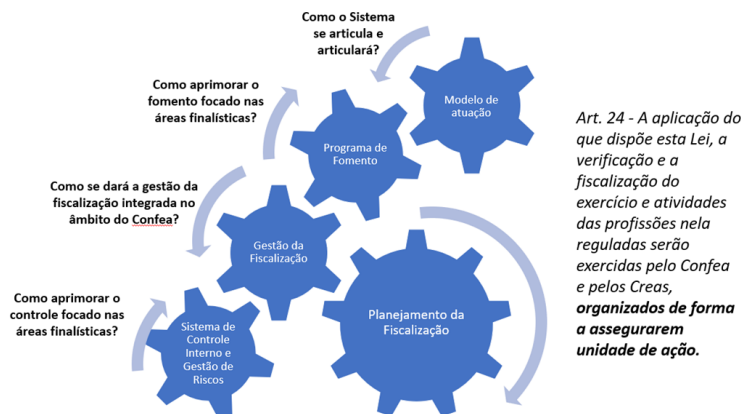 Como o Sistema
se articula e
articulará?
Modelo de
atuação
Como aprimorar o
fomento focado nas
áreas finalísticas?
Programa de
Fomento
Como se dará a gestão da
fiscalização integrada no
âmbito do Confea?
Gestão da
Fiscalização
Como aprimorar o
controle focado nas
áreas finalísticas?
Sistema de
Controle
Interno e
Gestão de
Riscos
Planejamento da
Fiscalização
Art. 24 - A aplicação do
que dispõe esta Lei, a
verificação e a
fiscalização do
exercício e atividades
das profissões nela
reguladas serão
exercidas pelo Confea
e pelos Creas,
organizados de forma
a assegurarem
unidade de ação.